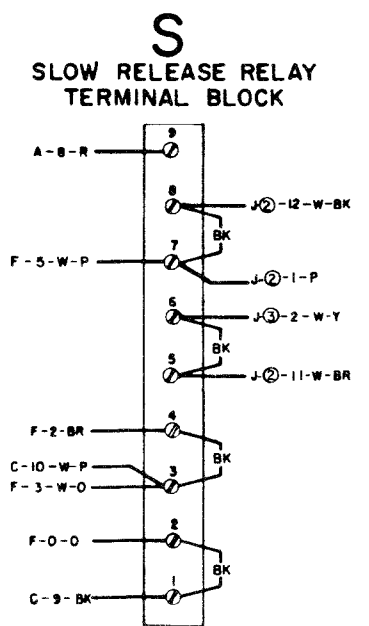 S
SLOW RELEASE RELAY
TERMINAL BLOCK
9
A-8-R
8
J-②-12-W-BK
BK
7
F-5-W-P
J-②-1-P
6
J-③-2-W-Y
BK
5
J-②-11-W-BR
4
F-2-BR
BK
C-10-W-P
3
F-3-W-O
2
F-O-O
BK
1
C-9-BK